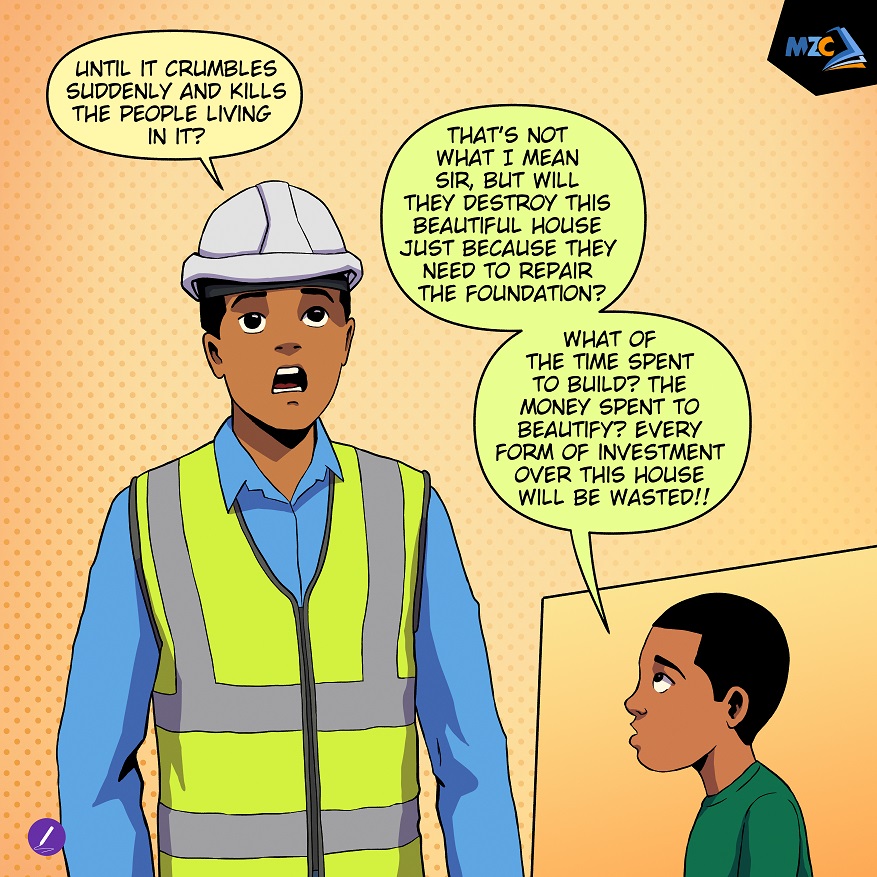 MZC
UNTIL IT CRUMBLES
SUDDENLY AND KILLS
THE PEOPLE LIVING
IN IT?
THAT'S NOT
WHAT I MEAN
SIR, BUT WILL
THEY DESTROY THIS
BEAUTIFUL HOUSE
JUST BECAUSE THEY
NEED TO REPAIR
THE FOUNDATION?
WHAT OF
THE TIME SPENT
TO BUILD? THE
MONEY SPENT TO
BEAUTIFY? EVERY
FORM OF INVESTMENT
OVER THIS HOUSE
WILL BE WASTED!!